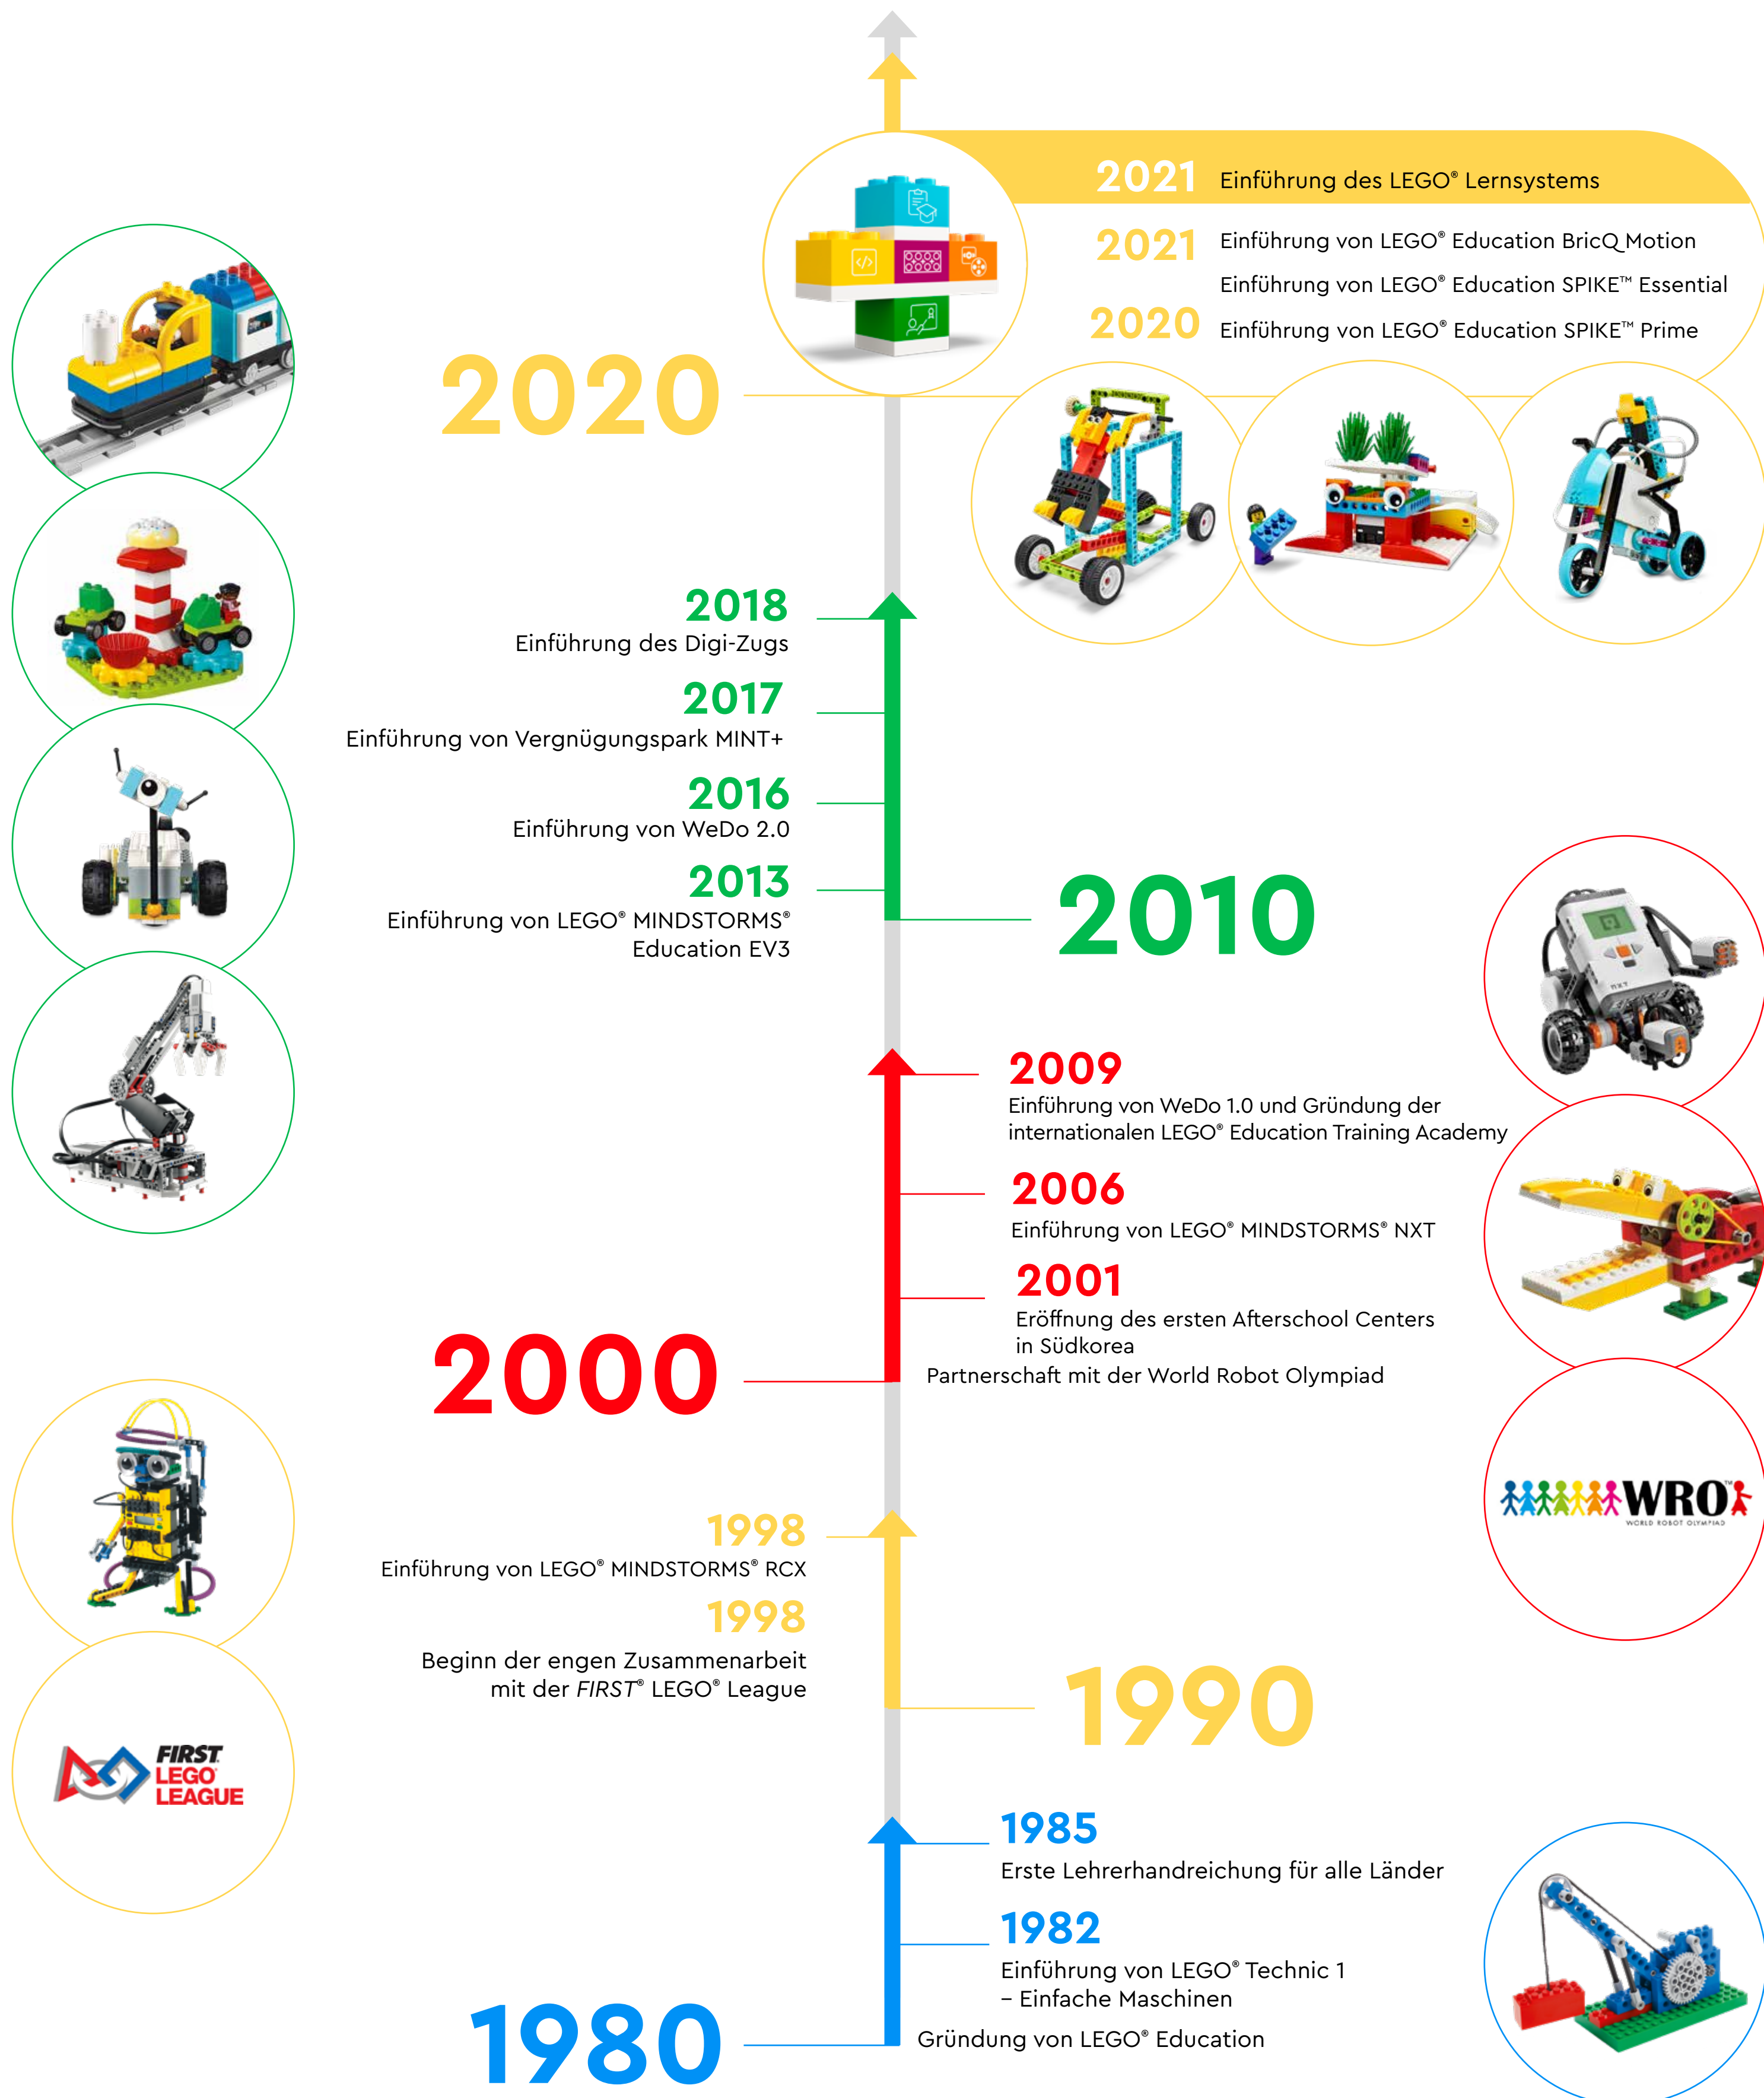 2021 Einführung des LEGO® Lernsystems
2021 Einführung von LEGO® Education BricQ Motion
Einführung von LEGO® Education SPIKE™ Essential
2020 Einführung von LEGO® Education SPIKE™ Prime
2020
2018
Einführung des Digi-Zugs
2017
Einführung von Vergnügungspark MINT+
2016
Einführung von WeDo 2.0
2013
Einführung von LEGO® MINDSTORMS®
Education EV3
2010
NXT
2009
Einführung von WeDo 1.0 und Gründung der
internationalen LEGO® Education Training Academy
2006
Einführung von LEGO® MINDSTORMS® NXT
2001
Eröffnung des ersten Afterschool Centers
in Südkorea
Partnerschaft mit der World Robot Olympiad
2000
WRO™
WORLD ROBOT OLYMPIAD
1998
Einführung von LEGO® MINDSTORMS® RCX
1998
Beginn der engen Zusammenarbeit
mit der FIRST® LEGO® League
1990
FIRST®
LEGO®
LEAGUE
1985
Erste Lehrerhandreichung für alle Länder
1982
Einführung von LEGO® Technic 1
– Einfache Maschinen
Gründung von LEGO® Education
1980